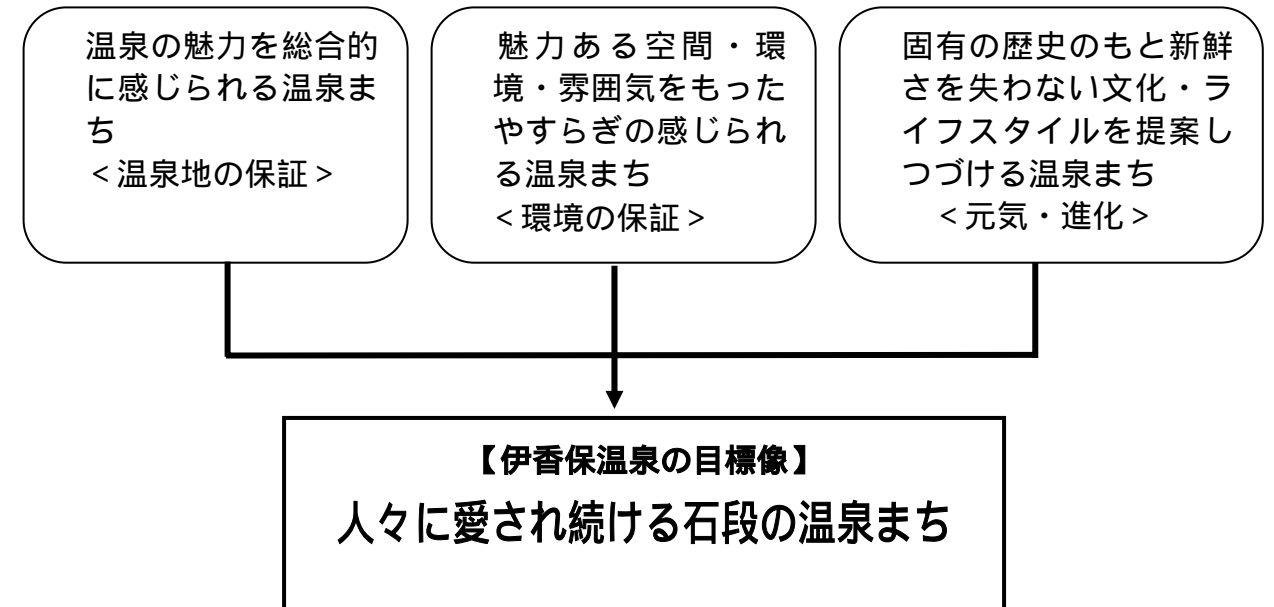 温泉の魅力を総合的
に感じられる温泉ま
ち
<温泉地の保証>
魅力ある空間・環
境・雰囲気をもった
やすらぎの感じられ
る温泉まち
<環境の保証>
固有の歴史のもと新鮮
さを失わない文化・ラ
イフスタイルを提案し
つづける温泉まち
<元気・進化>
【伊香保温泉の目標像】
人々に愛され続ける石段の温泉まち